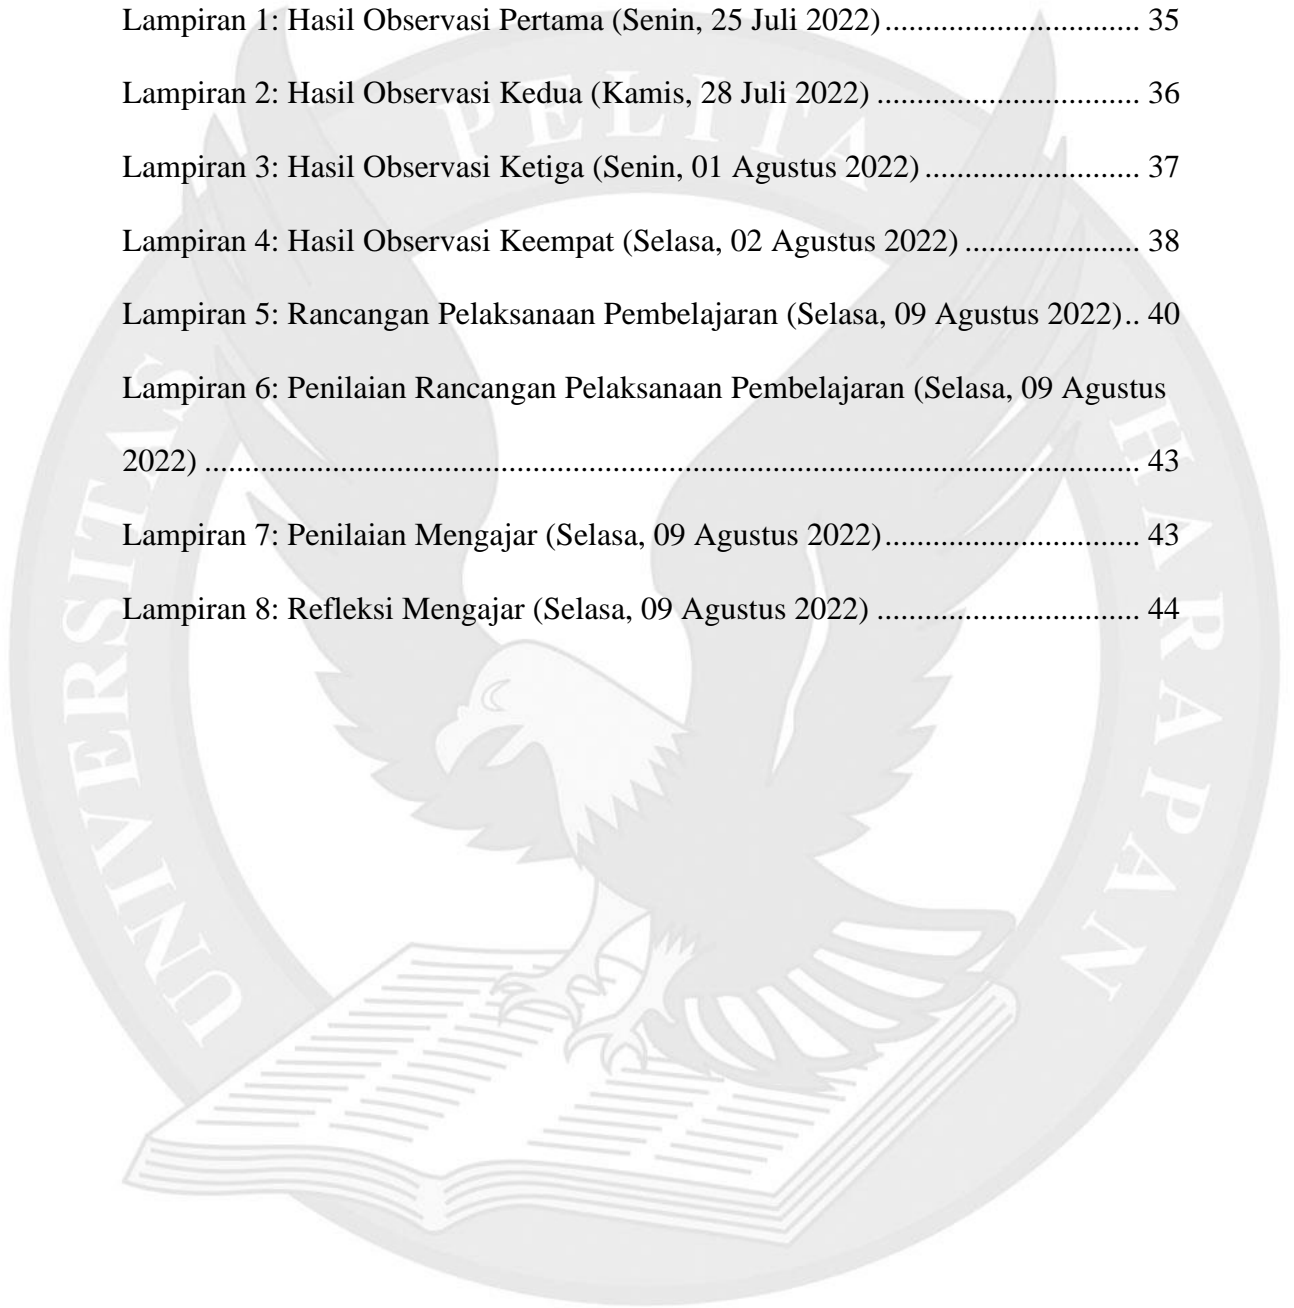 Lampiran 1: Hasil Observasi Pertama (Senin, 25 Juli 2022) ................................ 35
Lampiran 2: Hasil Observasi Kedua (Kamis, 28 Juli 2022) ................................. 36
Lampiran 3: Hasil Observasi Ketiga (Senin, 01 Agustus 2022) ........................... 37
Lampiran 4: Hasil Observasi Keempat (Selasa, 02 Agustus 2022) ...................... 38
Lampiran 5: Rancangan Pelaksanaan Pembelajaran (Selasa, 09 Agustus 2022) .. 40
Lampiran 6: Penilaian Rancangan Pelaksanaan Pembelajaran (Selasa, 09 Agustus
2022) ..................................................................................................................... 43
Lampiran 7: Penilaian Mengajar (Selasa, 09 Agustus 2022) ................................ 43
Lampiran 8: Refleksi Mengajar (Selasa, 09 Agustus 2022) ................................. 44
UNIVERSITAS PELITA HARAPAN